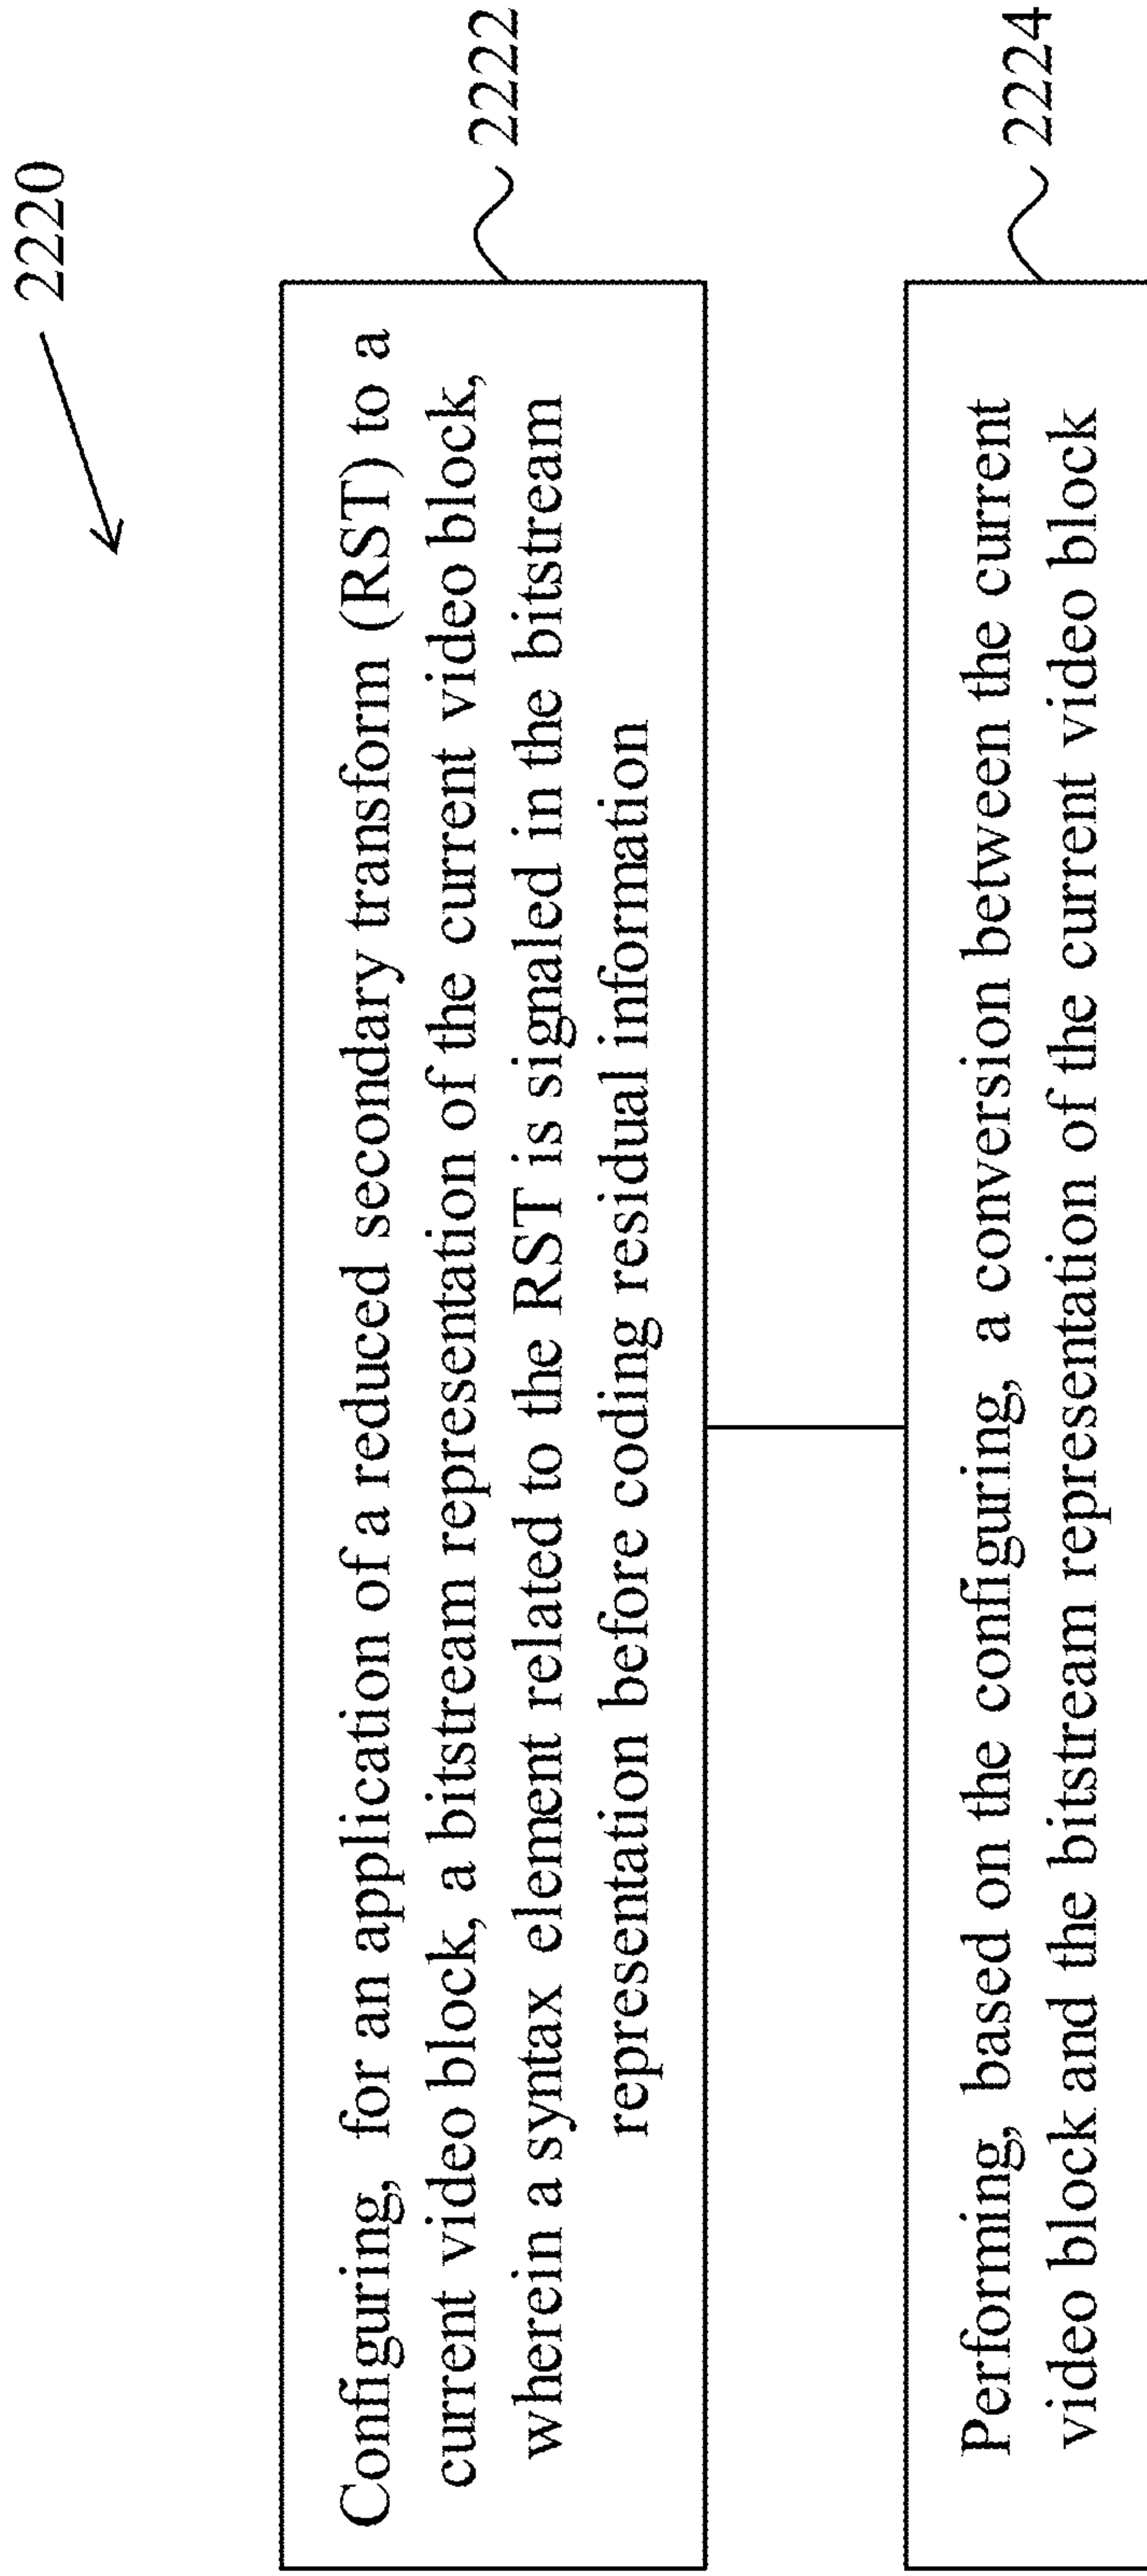 2220
Configuring, for an application of a reduced secondary transform (RST) to a
current video block, a bitstream representation of the current video block,
wherein a syntax element related to the RST is signaled in the bitstream
representation before coding residual information
2222
Performing, based on the configuring, a conversion between the current
video block and the bitstream representation of the current video block
2224